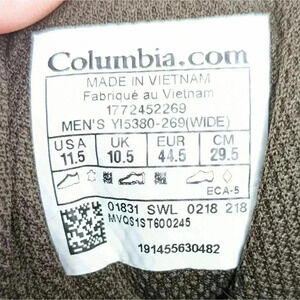 Columbia.com
MADE IN VIETNAM
Fabriqué au Vietnam
1772452269
MEN'S YI5380-269(WIDE)
USA UK EUR CM
11.5 10.5 44.5 29.5
ECA-5
01831 SWL 0218 218
MVQS1ST600245
191455630482